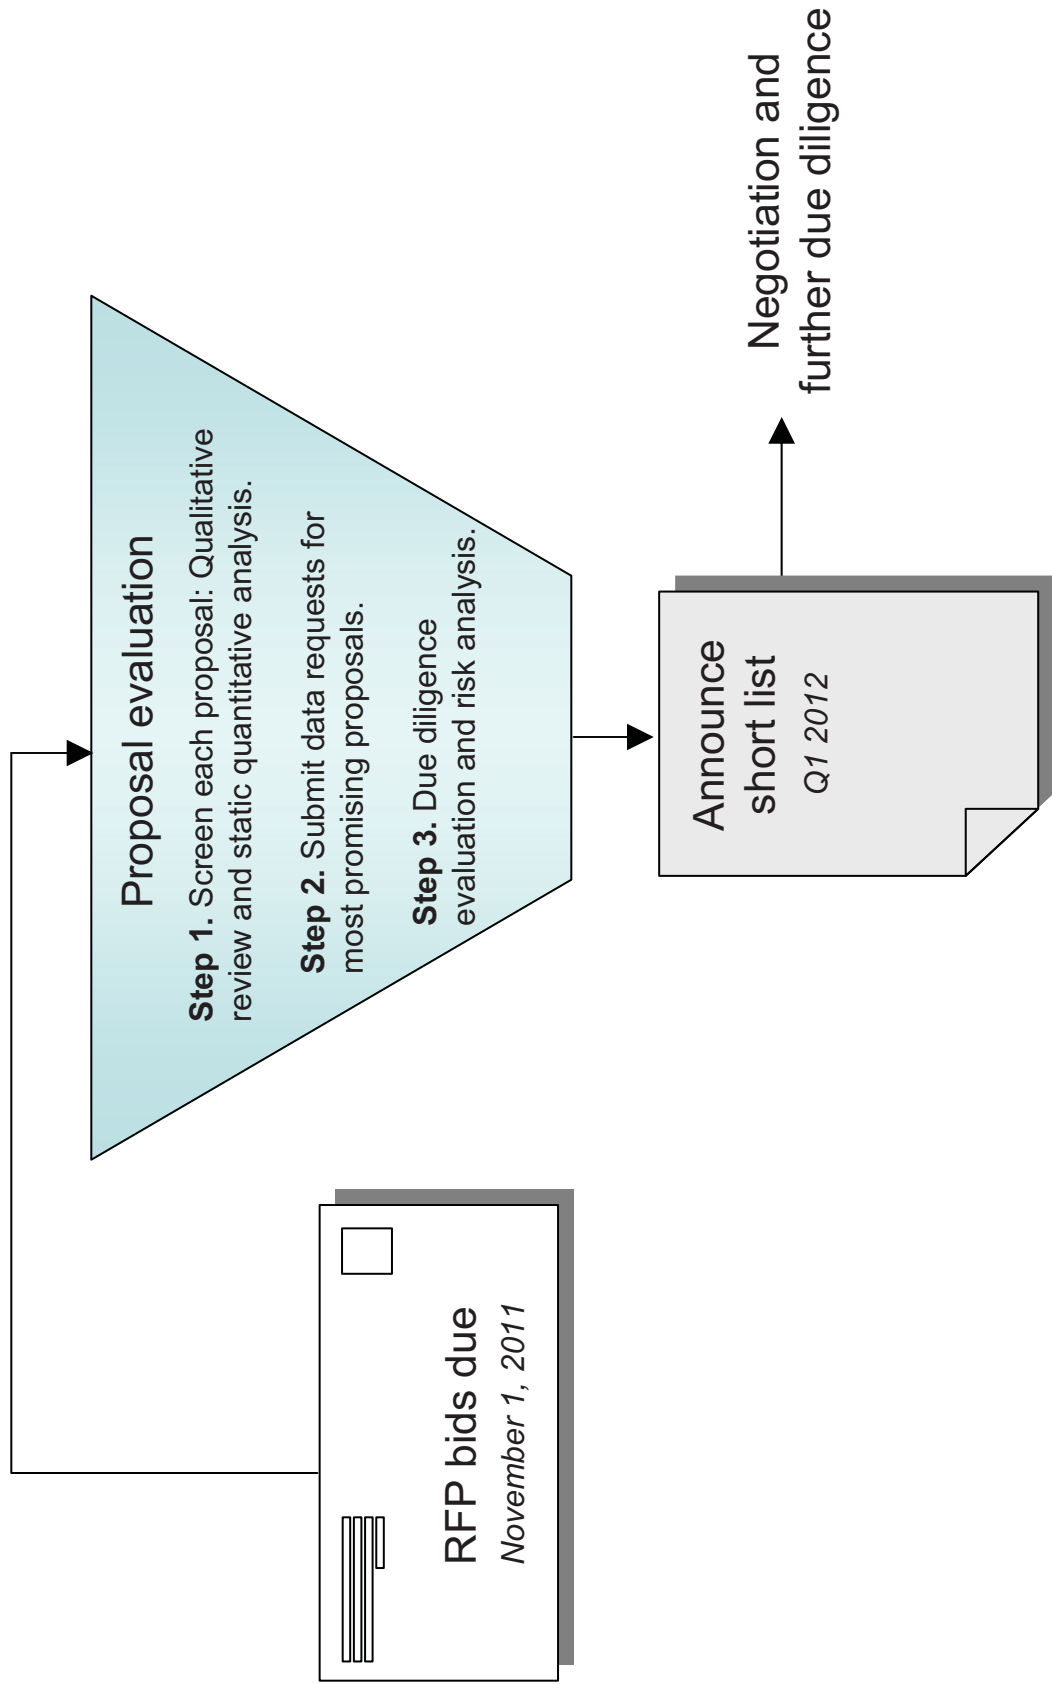 RFP bids due
November 1, 2011
Proposal evaluation
Step 1. Screen each proposal: Qualitative
review and static quantitative analysis.
Step 2. Submit data requests for
most promising proposals.
Step 3. Due diligence
evaluation and risk analysis.
Announce
short list
Q1 2012
Negotiation and
further due diligence